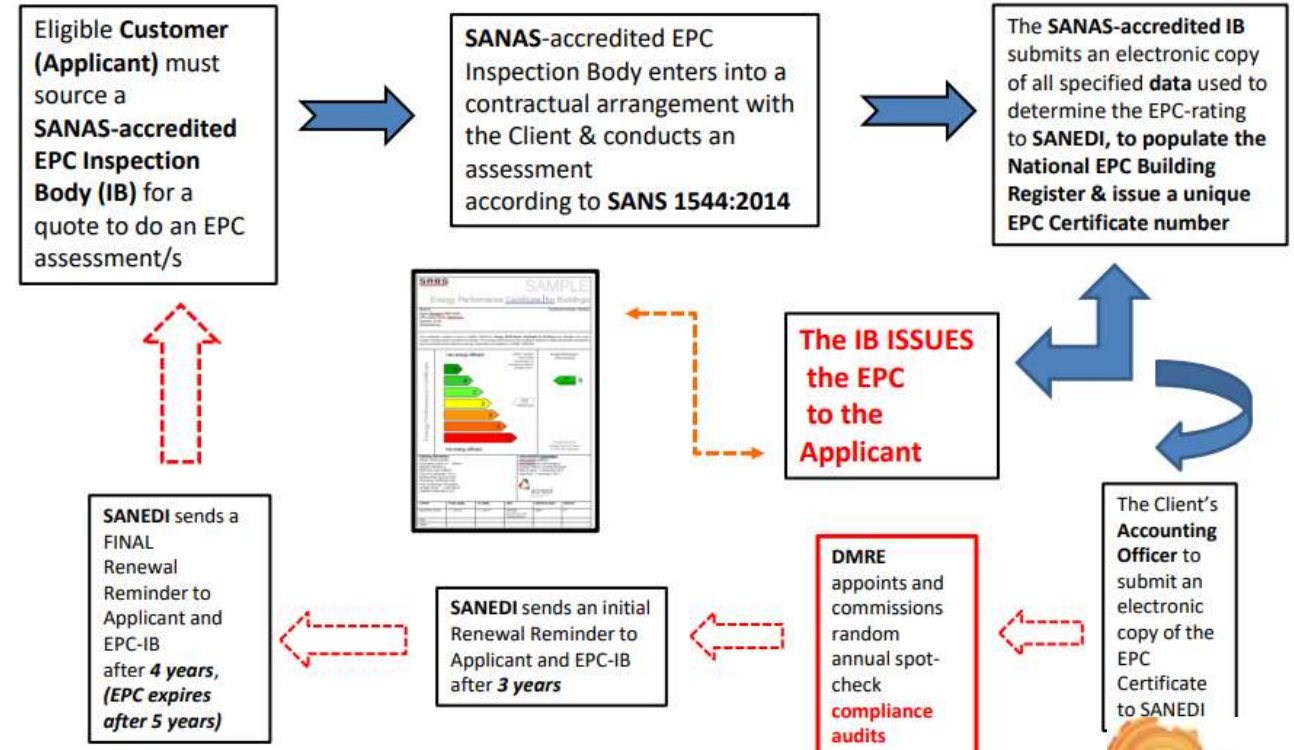 Eligible Customer
(Applicant) must
source a
SANAS-accredited
EPC Inspection
Body (IB) for a
quote to do an EPC
assessment/s
SANAS-accredited EPC
Inspection Body enters into a
contractual arrangement with
the Client & conducts an
assessment
according to SANS 1544:2014
The SANAS-accredited IB
submits an electronic copy
of all specified data used to
determine the EPC-rating
to SANEDI, to populate the
National EPC Building
Register & issue a unique
EPC Certificate number
SABS
SAMPLE
Energy Performance Certificate for Buildings
The IB ISSUES
the EPC
to the
Applicant
The Client's
Accounting
Officer to
submit an
electronic
copy of the
EPC
Certificate
to SANEDI
DMRE
appoints and
commissions
random
annual spot-
check
compliance
audits
SANEDI sends an initial
Renewal Reminder to
Applicant and EPC-IB
after 3 years
SANEDI sends a
FINAL
Renewal
Reminder to
Applicant and
EPC-IB
after 4 years,
(EPC expires
after 5 years)